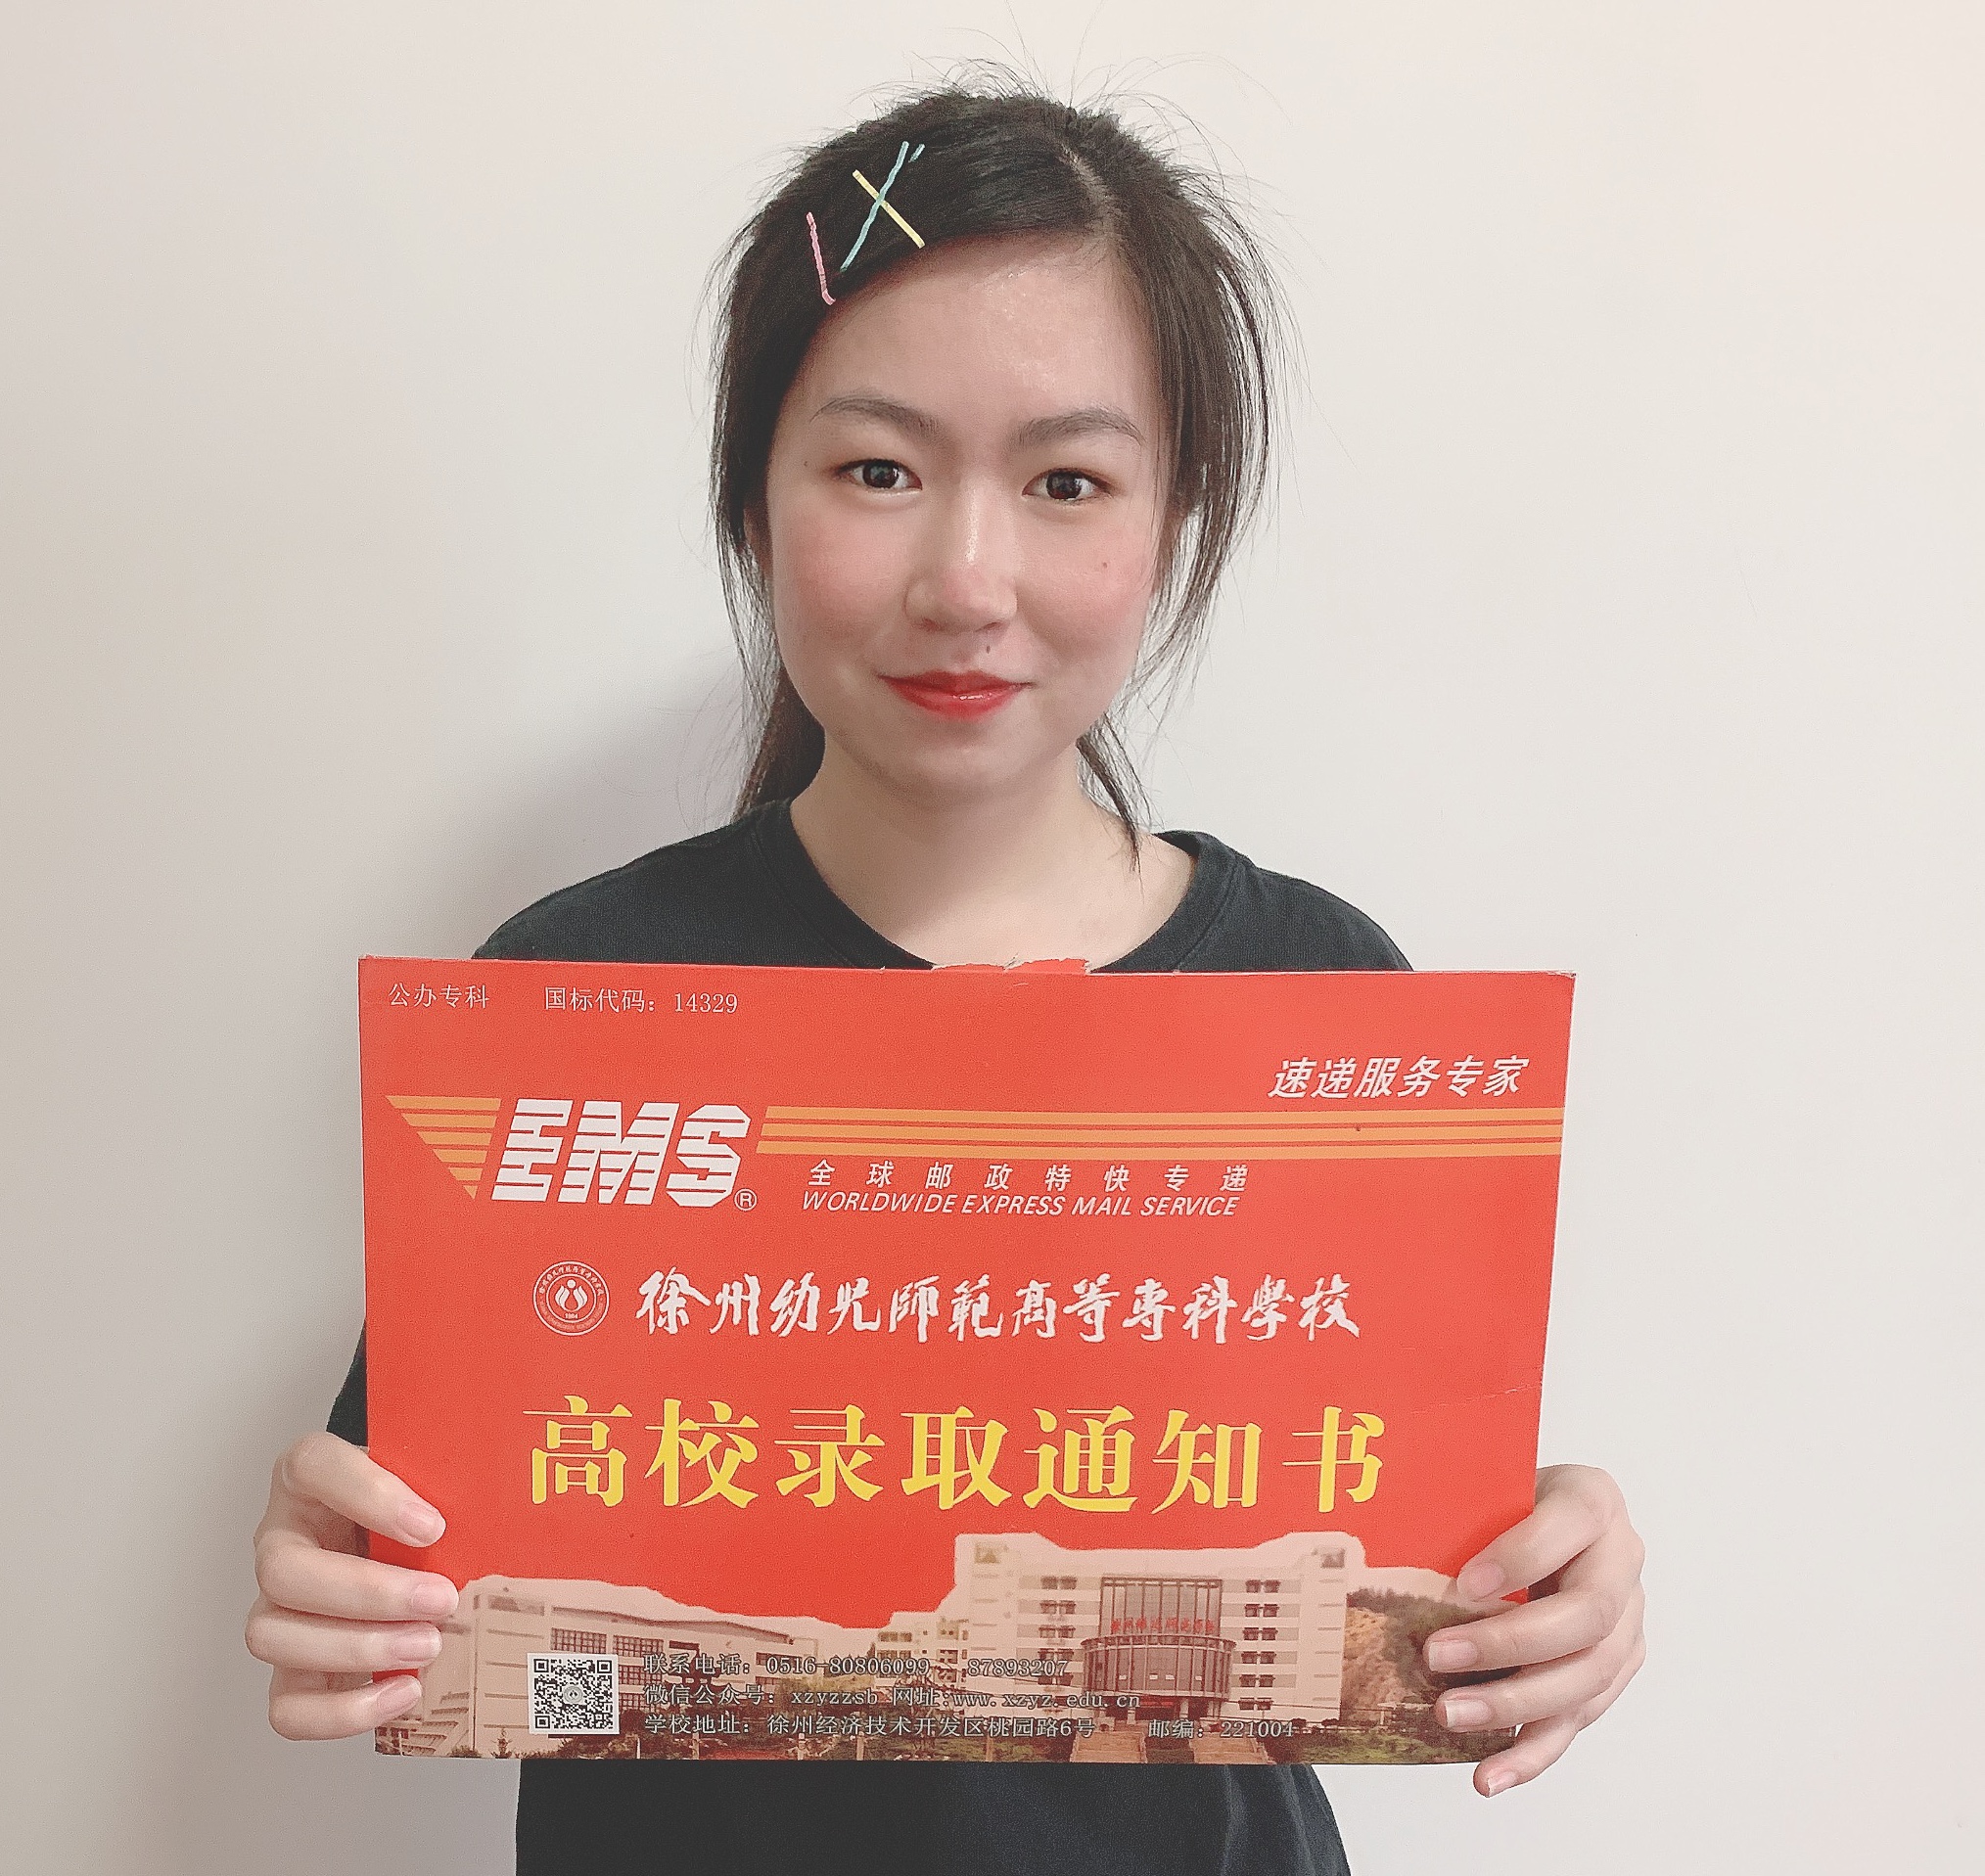 公办专科 国标代码：14329
速递服务专家
EMS®
全球邮政特快专递
WORLDWIDE EXPRESS MAIL SERVICE
徐州幼児師範高等專科學校
高校录取通知书
联系电话：0516-80806099、87893207
微信公众号：xzyzzsb 网址:www.xzyz.edu.cn
学校地址：徐州经济技术开发区桃园路6号 邮编：221004